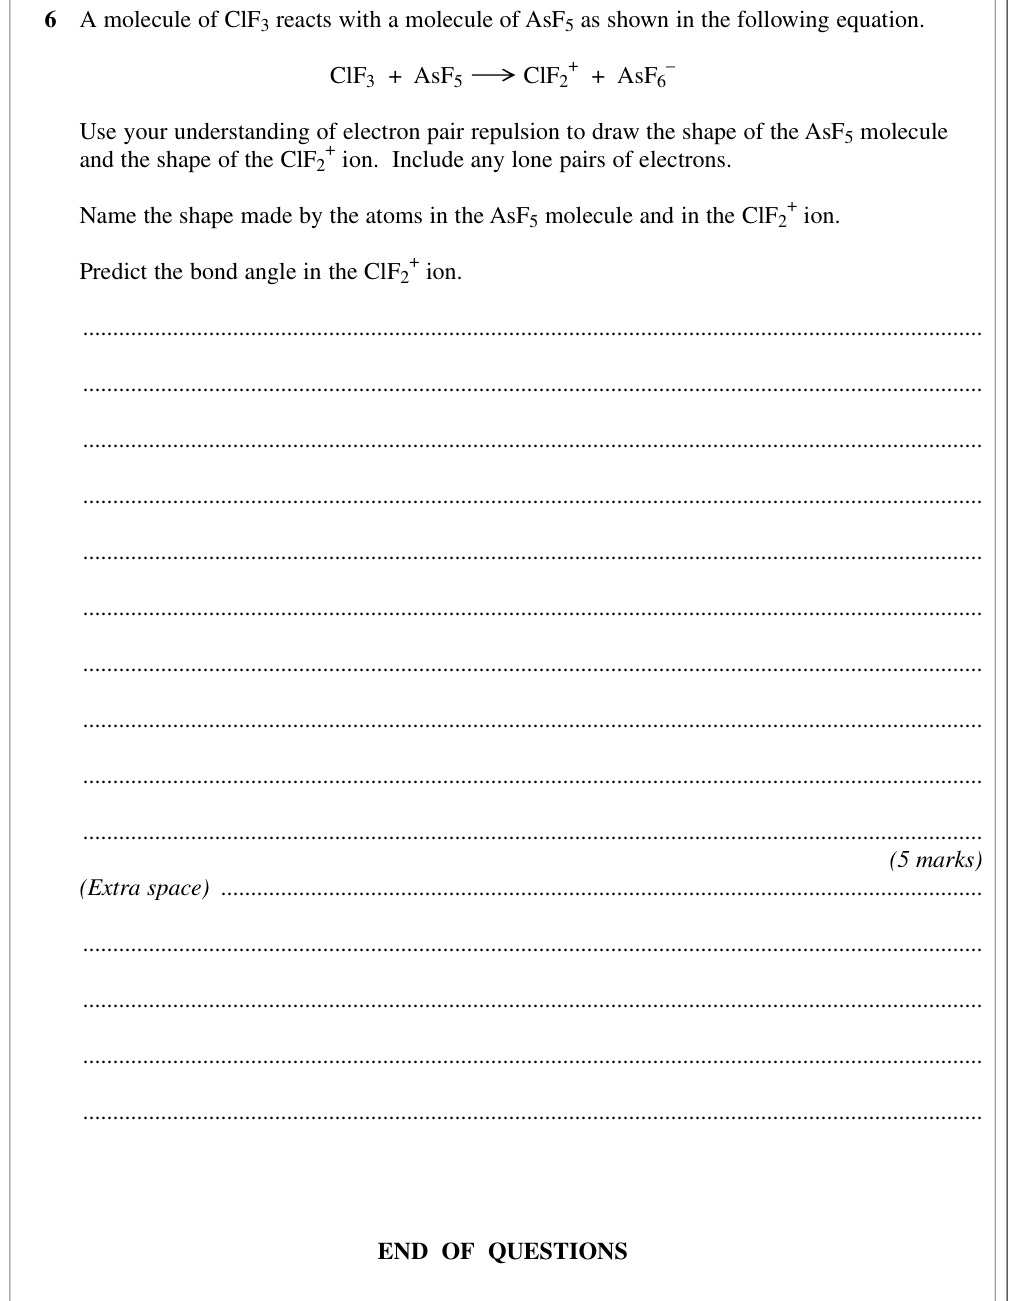 6 A molecule of ClF₃ reacts with a molecule of AsF₅ as shown in the following equation.
ClF₃ + AsF₅ ⟶ ClF₂⁺ + AsF₆⁻
Use your understanding of electron pair repulsion to draw the shape of the AsF₅ molecule
and the shape of the ClF₂⁺ ion. Include any lone pairs of electrons.
Name the shape made by the atoms in the AsF₅ molecule and in the ClF₂⁺ ion.
Predict the bond angle in the ClF₂⁺ ion.
(5 marks)
(Extra space)
END OF QUESTIONS